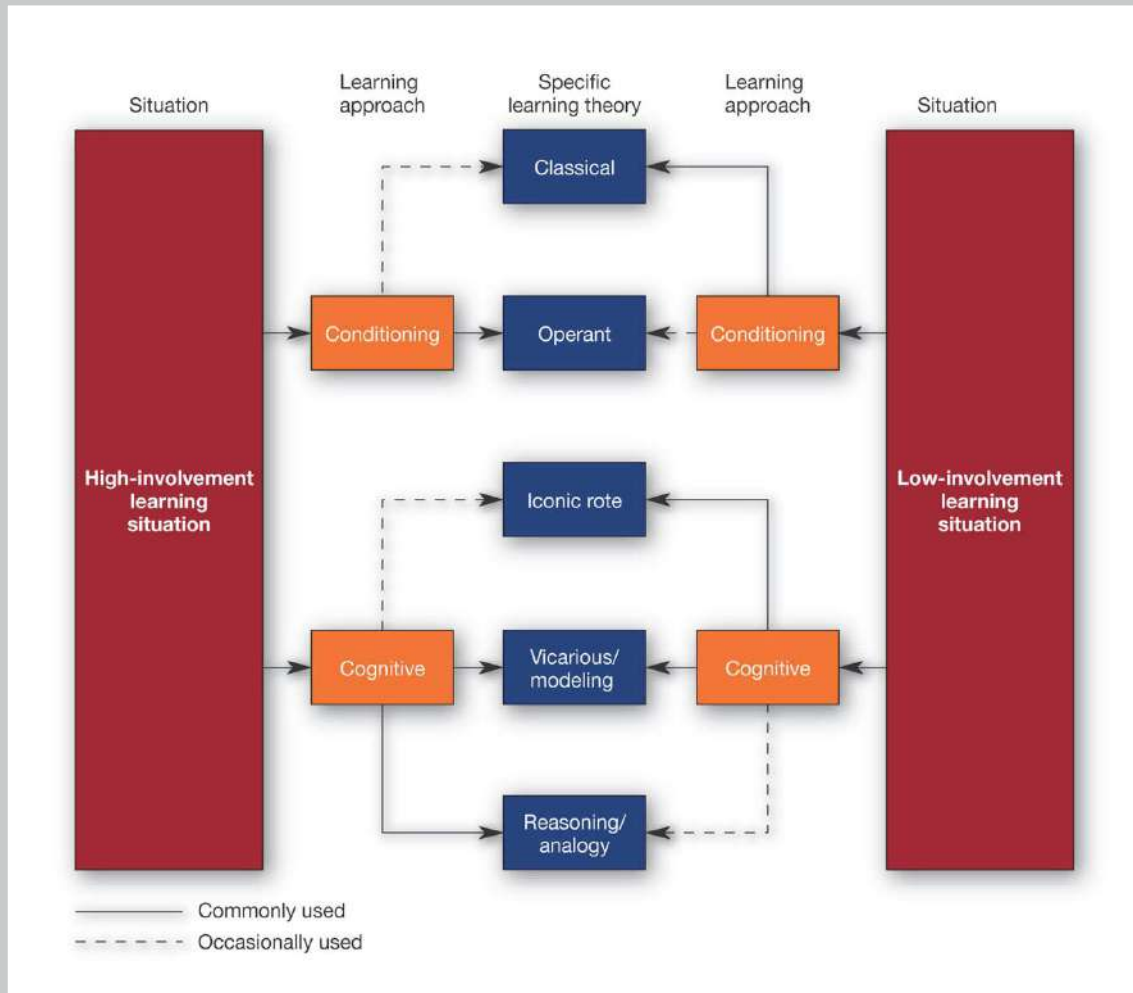 Situation
Learning
approach
Specific
learning theory
Learning
approach
Situation
Classical
Conditioning
Operant
Conditioning
High-involvement
learning
situation
Iconic rote
Low-involvement
learning
situation
Cognitive
Vicarious/
modeling
Cognitive
Reasoning/
analogy
Commonly used
Occasionally used